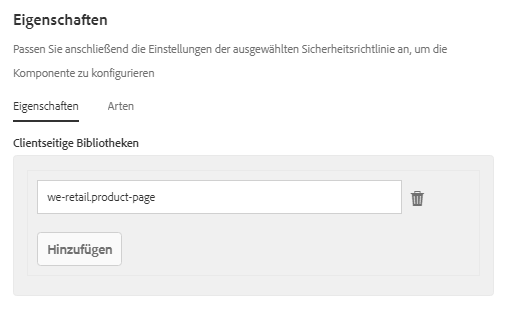 Eigenschaften
Passen Sie anschließend die Einstellungen der ausgewählten Sicherheitsrichtlinie an, um die
Komponente zu konfigurieren
Eigenschaften Arten
Clientseitige Bibliotheken
we-retail.product-page
Hinzufügen